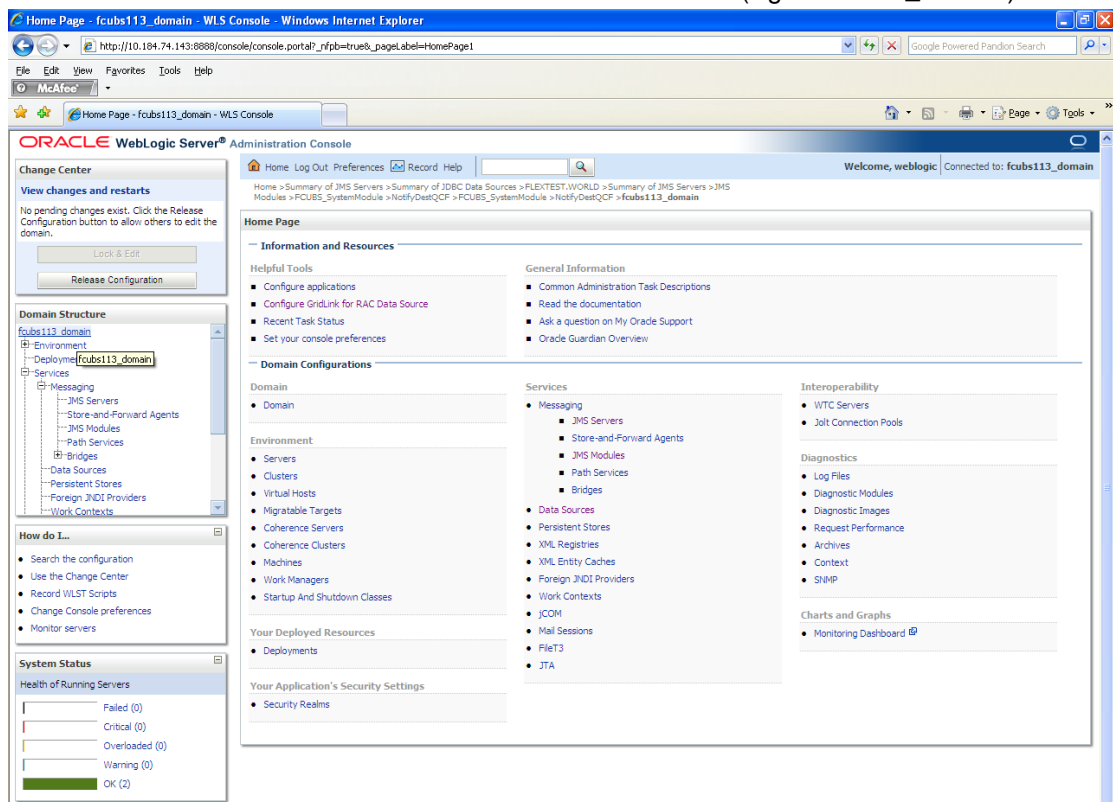 Home Page - fcubs113_domain - WLS Console - Windows Internet Explorer
http://10.184.74.143:8888/console/console.portal?_nfpb=true&_pageLabel=HomePage1
Google Powered Pandion Search
File Edit View Favorites Tools Help
McAfee
Home Page - fcubs113_domain - WLS Console
Page Tools
ORACLE WebLogic Server® Administration Console
Change Center
View changes and restarts
No pending changes exist. Click the Release
Configuration button to allow others to edit the
domain.
Lock & Edit
Release Configuration
Domain Structure
fcubs113_domain
Environment
Deployme
fcubs113_domain
Services
Messaging
JMS Servers
Store-and-Forward Agents
JMS Modules
Path Services
Bridges
Data Sources
Persistent Stores
Foreign JNDI Providers
Work Contexts
How do I...
Search the configuration
Use the Change Center
Record WLST Scripts
Change Console preferences
Monitor servers
System Status
Health of Running Servers
Failed (0)
Critical (0)
Overloaded (0)
Warning (0)
OK (2)
Home Log Out Preferences Record Help
Welcome, weblogic Connected to: fcubs113_domain
Home >Summary of JMS Servers >Summary of JDBC Data Sources >FLEXTEST.WORLD >Summary of JMS Servers >JMS
Modules >FCUBS_SystemModule >NotifyDestQCF >FCUBS_SystemModule >NotifyDestQCF >fcubs113_domain
Home Page
Information and Resources
Helpful Tools
Configure applications
Configure GridLink for RAC Data Source
Recent Task Status
Set your console preferences
General Information
Common Administration Task Descriptions
Read the documentation
Ask a question on My Oracle Support
Oracle Guardian Overview
Domain Configurations
Domain
Domain
Environment
Servers
Clusters
Virtual Hosts
Migratable Targets
Coherence Servers
Coherence Clusters
Machines
Work Managers
Startup And Shutdown Classes
Your Deployed Resources
Deployments
Your Application's Security Settings
Security Realms
Services
Messaging
JMS Servers
Store-and-Forward Agents
JMS Modules
Path Services
Bridges
Data Sources
Persistent Stores
XML Registries
XML Entity Caches
Foreign JNDI Providers
Work Contexts
jCOM
Mail Sessions
FileT3
JTA
Interoperability
WTC Servers
Jolt Connection Pools
Diagnostics
Log Files
Diagnostic Modules
Diagnostic Images
Request Performance
Archives
Context
SNMP
Charts and Graphs
Monitoring Dashboard